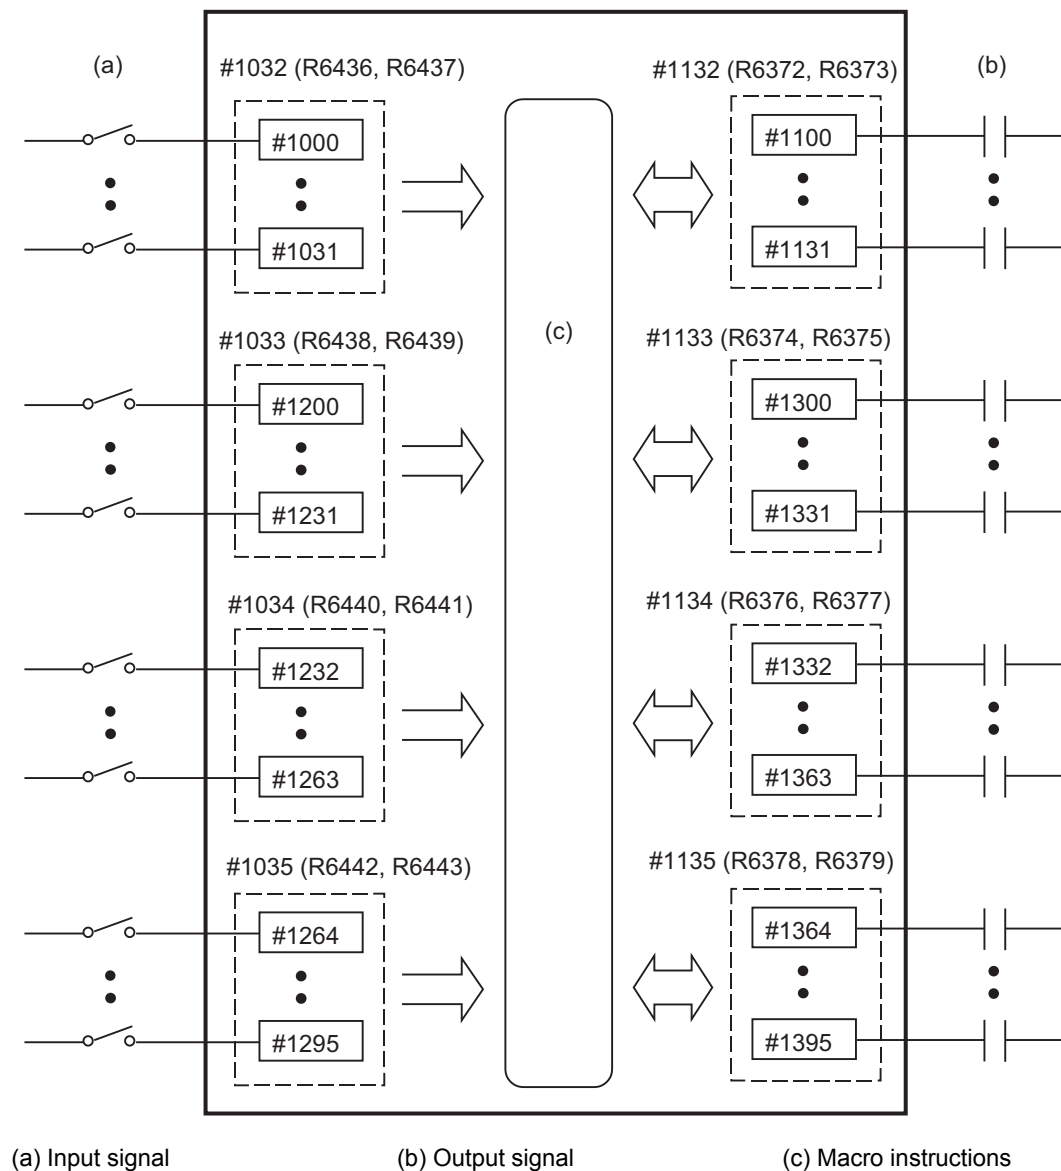 (a)
#1032 (R6436, R6437)
#1132 (R6372, R6373)
(b)
#1000
#1100
#1031
#1131
(c)
#1033 (R6438, R6439)
#1133 (R6374, R6375)
#1200
#1300
#1231
#1331
#1034 (R6440, R6441)
#1134 (R6376, R6377)
#1232
#1332
#1263
#1363
#1035 (R6442, R6443)
#1135 (R6378, R6379)
#1264
#1364
#1295
#1395
(a) Input signal
(b) Output signal
(c) Macro instructions